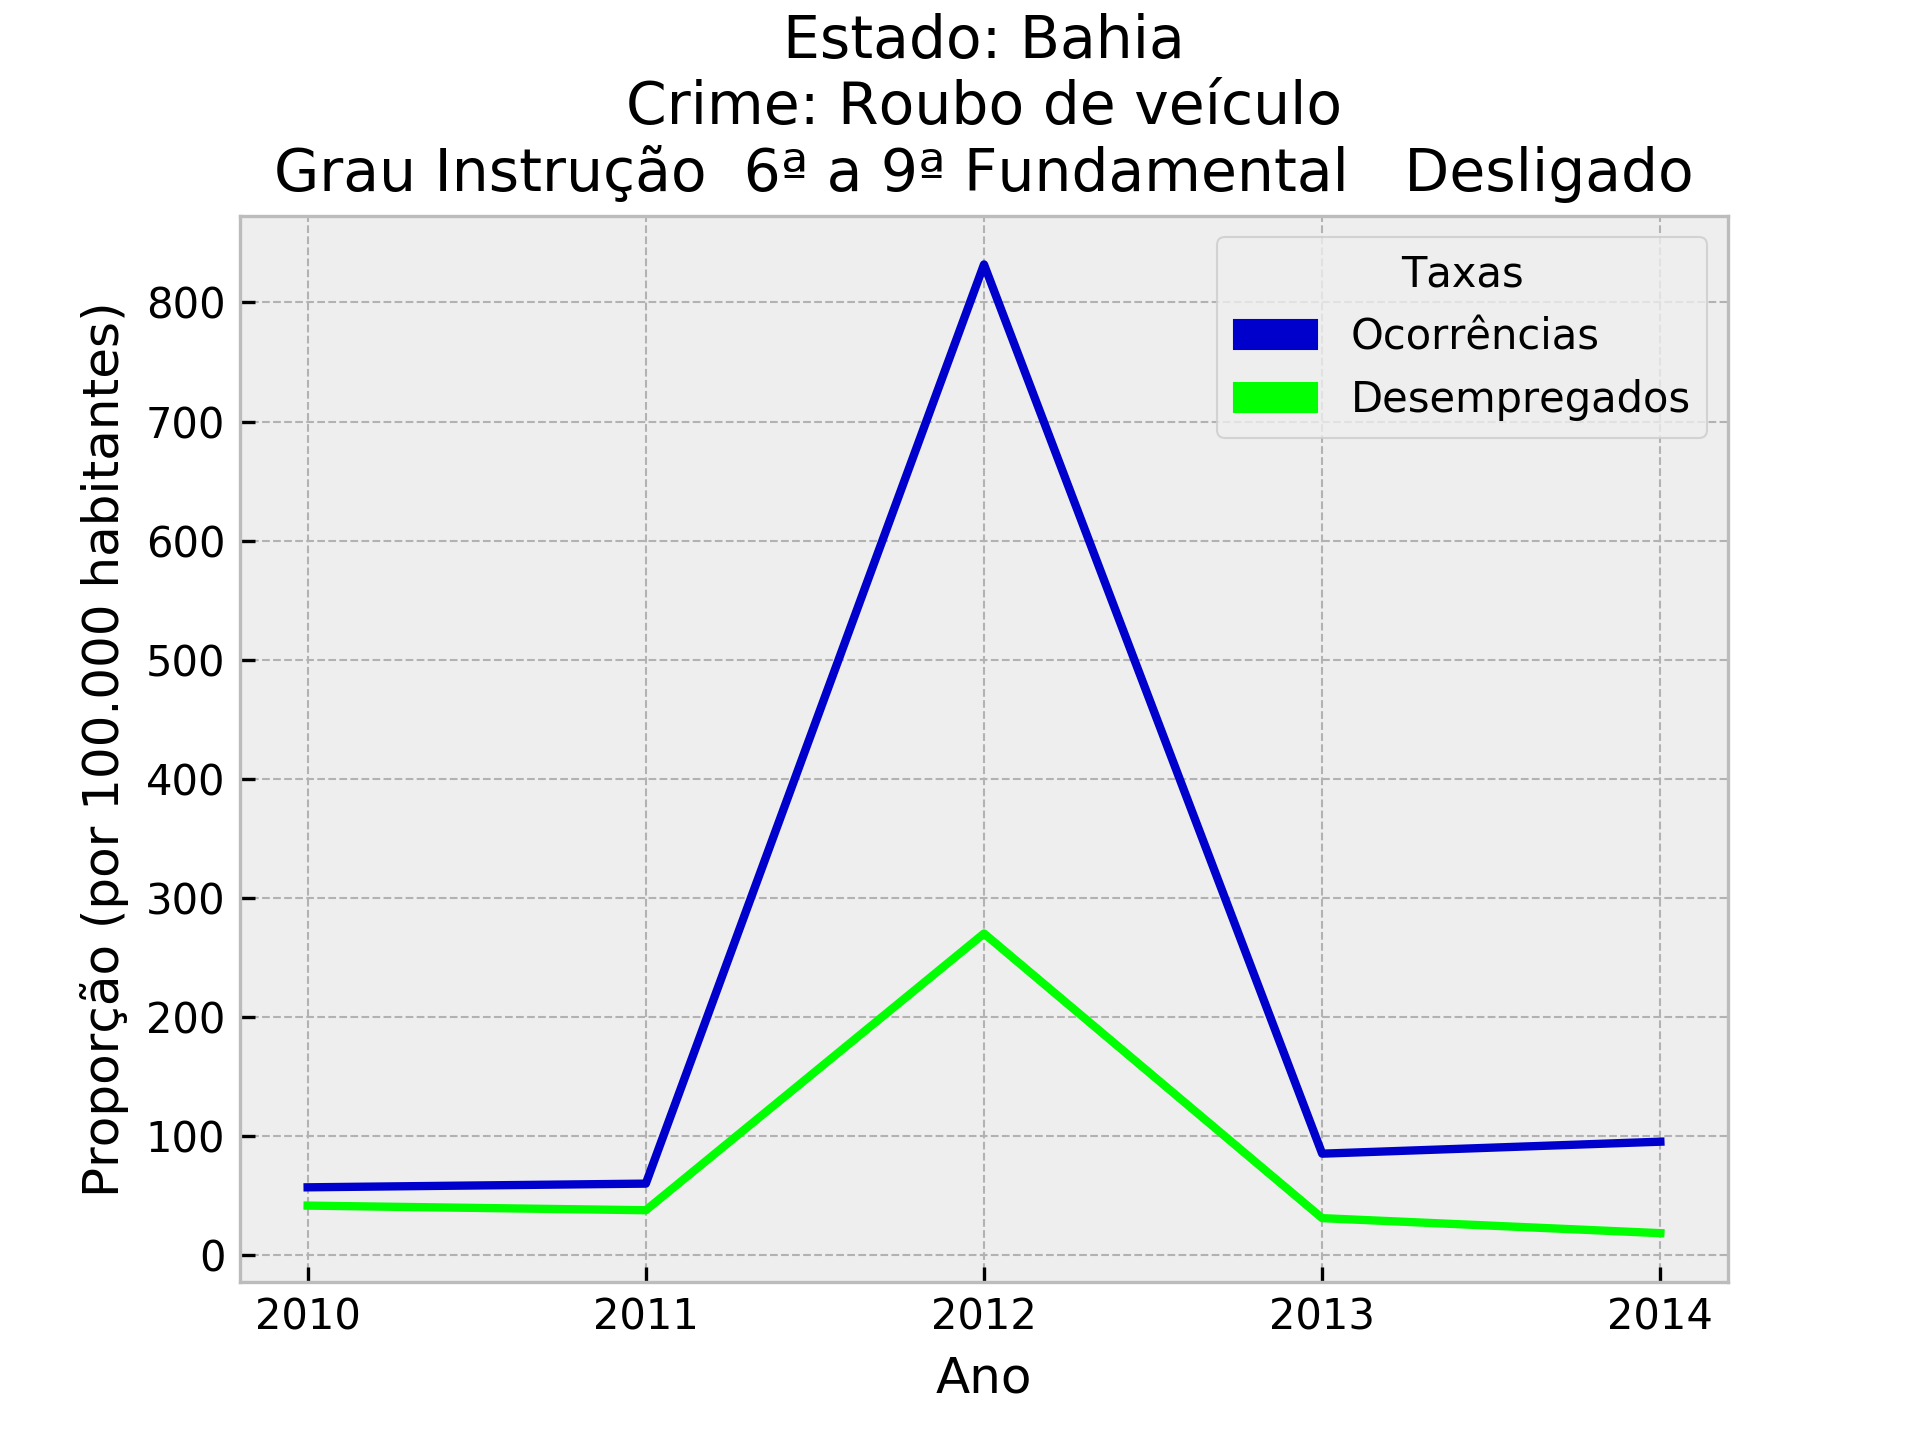 Estado: Bahia
Crime: Roubo de veículo
Grau Instrução  6ª a 9ª Fundamental   Desligado
Taxas
Ocorrências
Desempregados
Proporção (por 100.000 habitantes)
800
700
600
500
400
300
200
100
0
2010 2011 2012 2013 2014
Ano